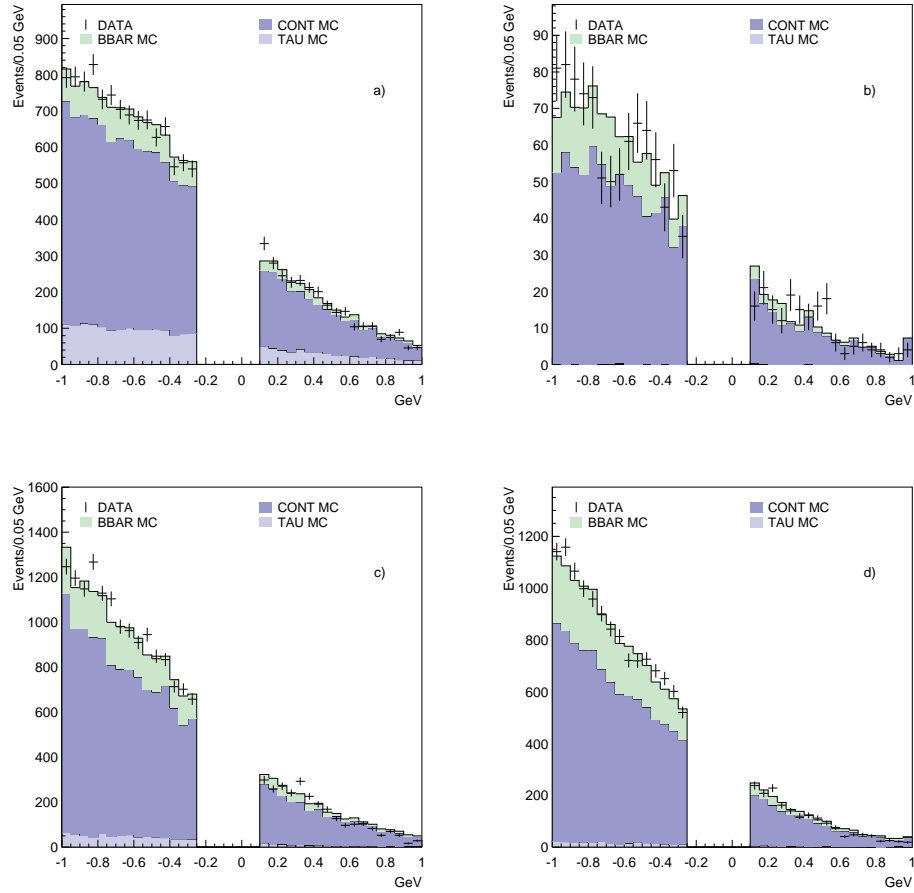 Events/0.05 GeV
DATA
BBAR MC
CONT MC
TAU MC
a)
900
800
700
600
500
400
300
200
100
0
-1 -0.8 -0.6 -0.4 -0.2 0 0.2 0.4 0.6 0.8 1
GeV
Events/0.05 GeV
DATA
BBAR MC
CONT MC
TAU MC
b)
90
80
70
60
50
40
30
20
10
0
-1 -0.8 -0.6 -0.4 -0.2 0 0.2 0.4 0.6 0.8 1
GeV
Events/0.05 GeV
DATA
BBAR MC
CONT MC
TAU MC
c)
1600
1400
1200
1000
800
600
400
200
0
-1 -0.8 -0.6 -0.4 -0.2 0 0.2 0.4 0.6 0.8 1
GeV
Events/0.05 GeV
DATA
BBAR MC
CONT MC
TAU MC
d)
1200
1000
800
600
400
200
0
-1 -0.8 -0.6 -0.4 -0.2 0 0.2 0.4 0.6 0.8 1
GeV